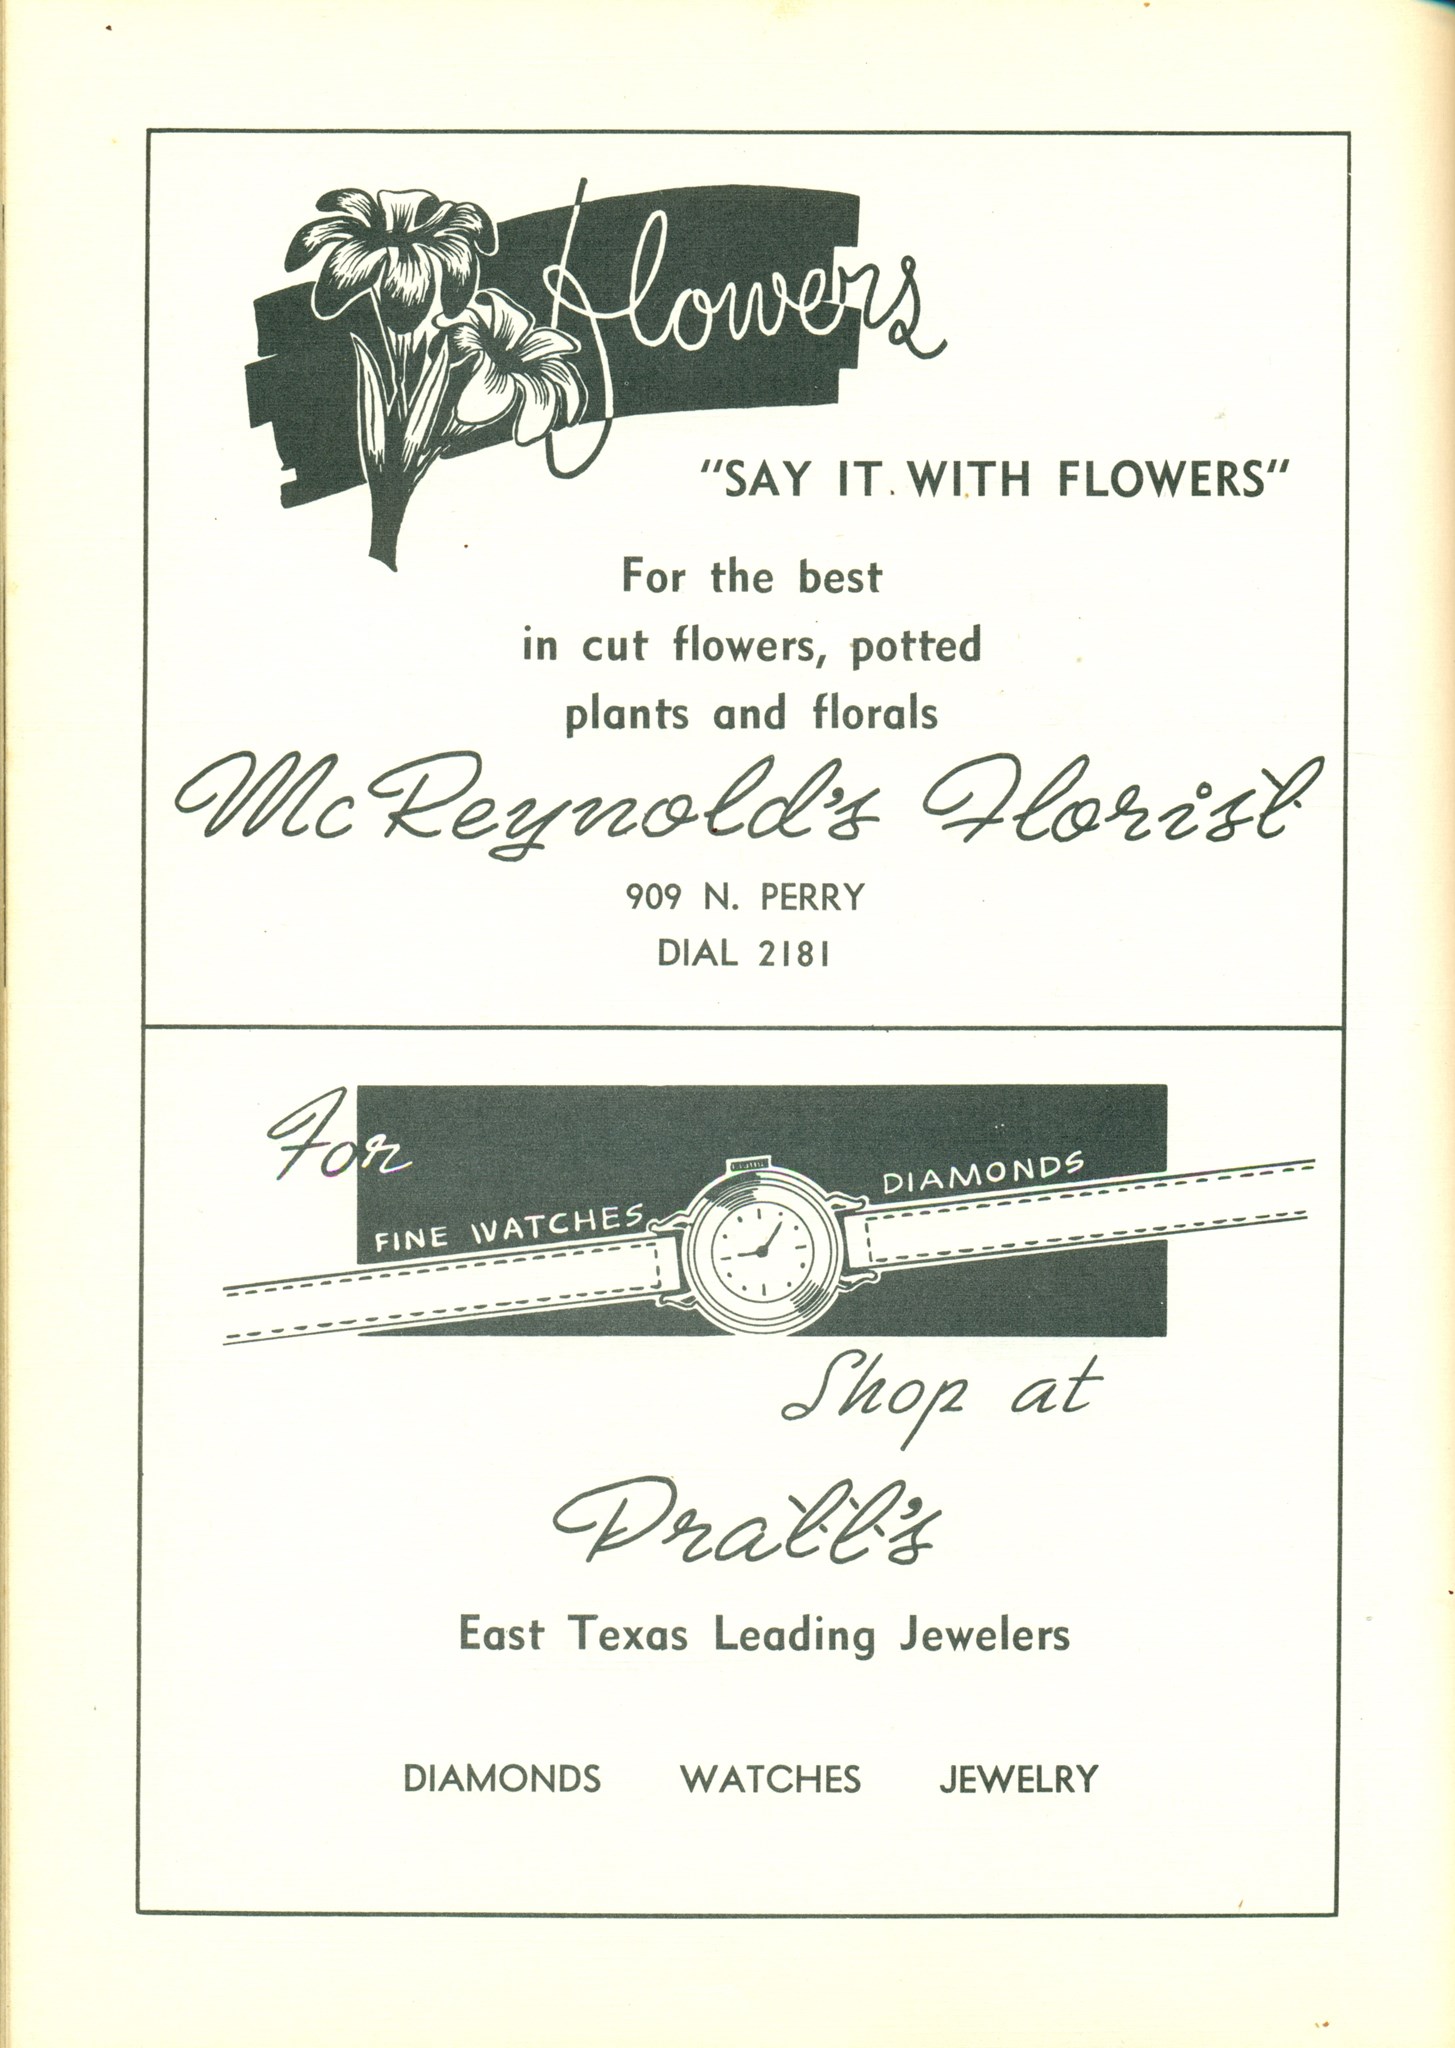 Flowers
"SAY IT WITH FLOWERS"
For the best
in cut flowers, potted
plants and florals
McReynold's Florist
909 N. PERRY
DIAL 2181
For
FINE WATCHES
DIAMONDS
Shop at
Pratt's
East Texas Leading Jewelers
DIAMONDS WATCHES JEWELRY